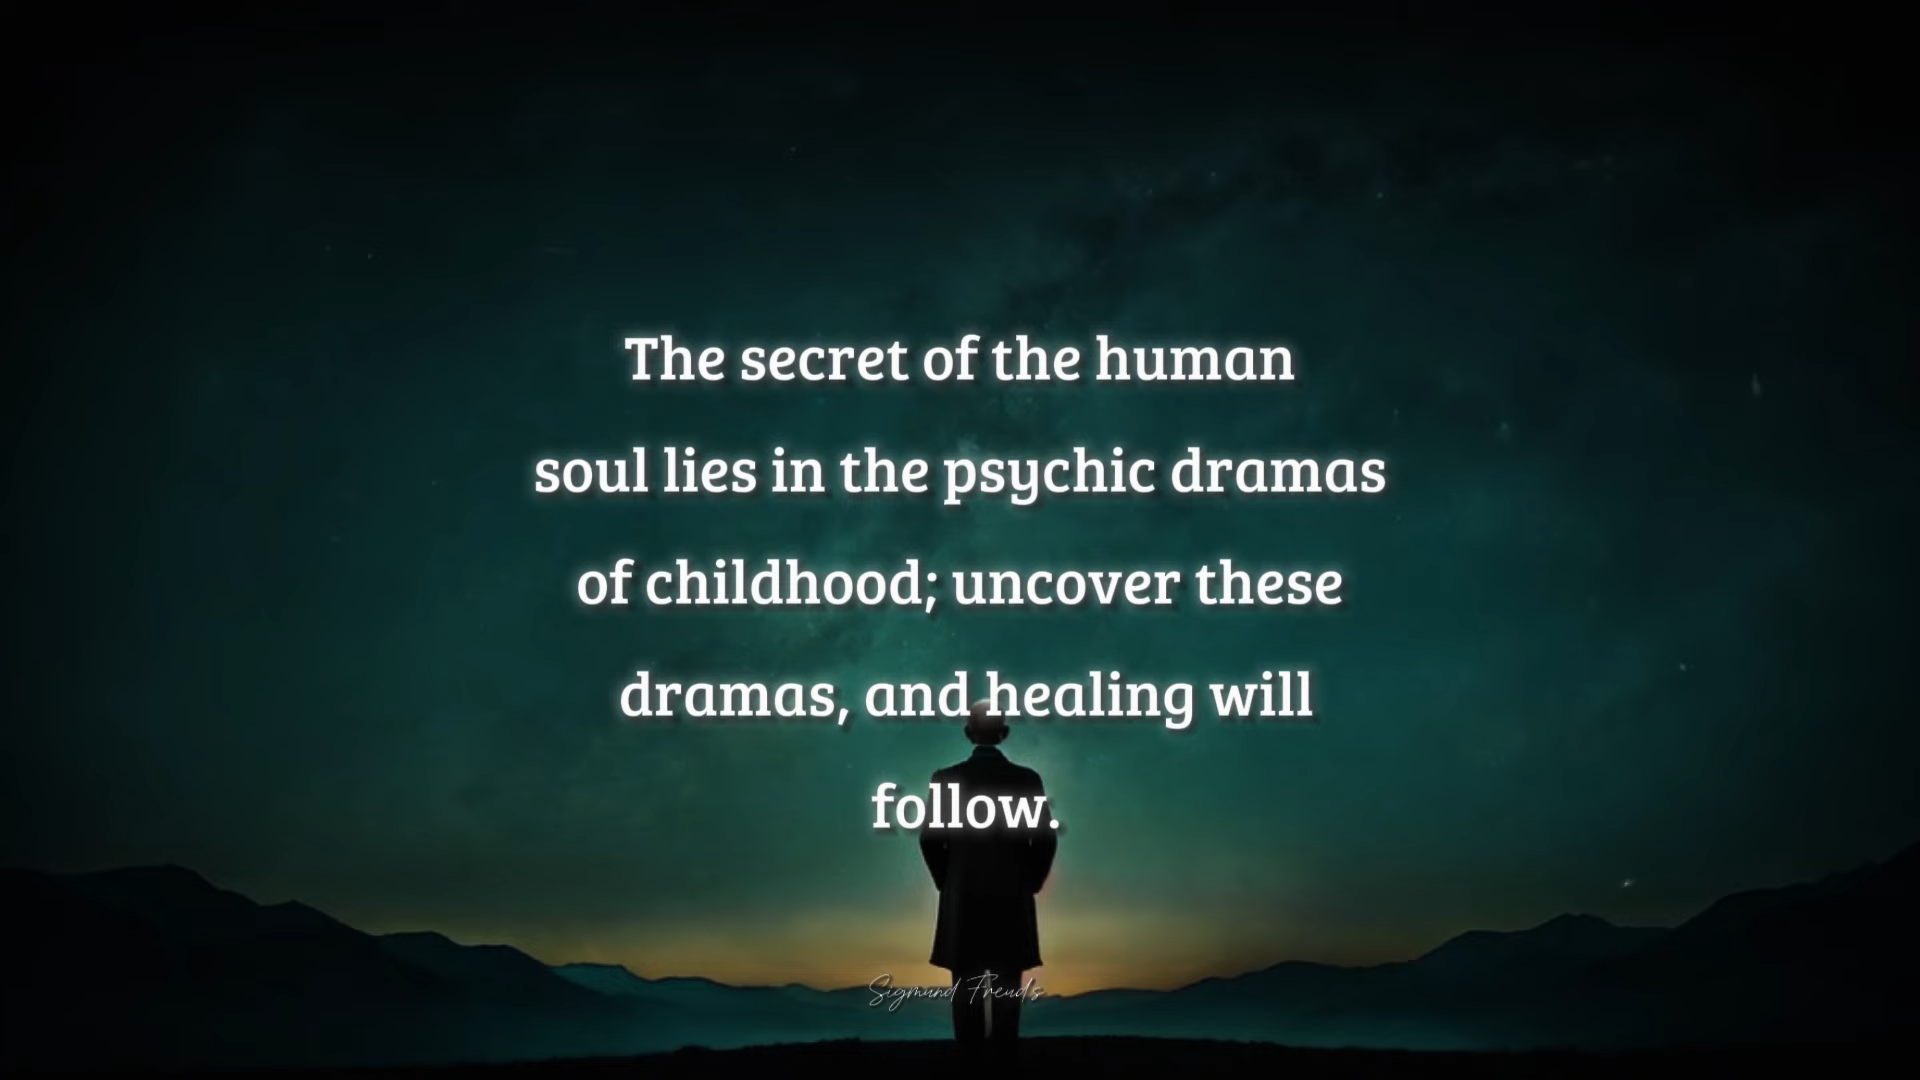 The secret of the human
soul lies in the psychic dramas
of childhood; uncover these
dramas, and healing will
follow.
Sigmund Freud's